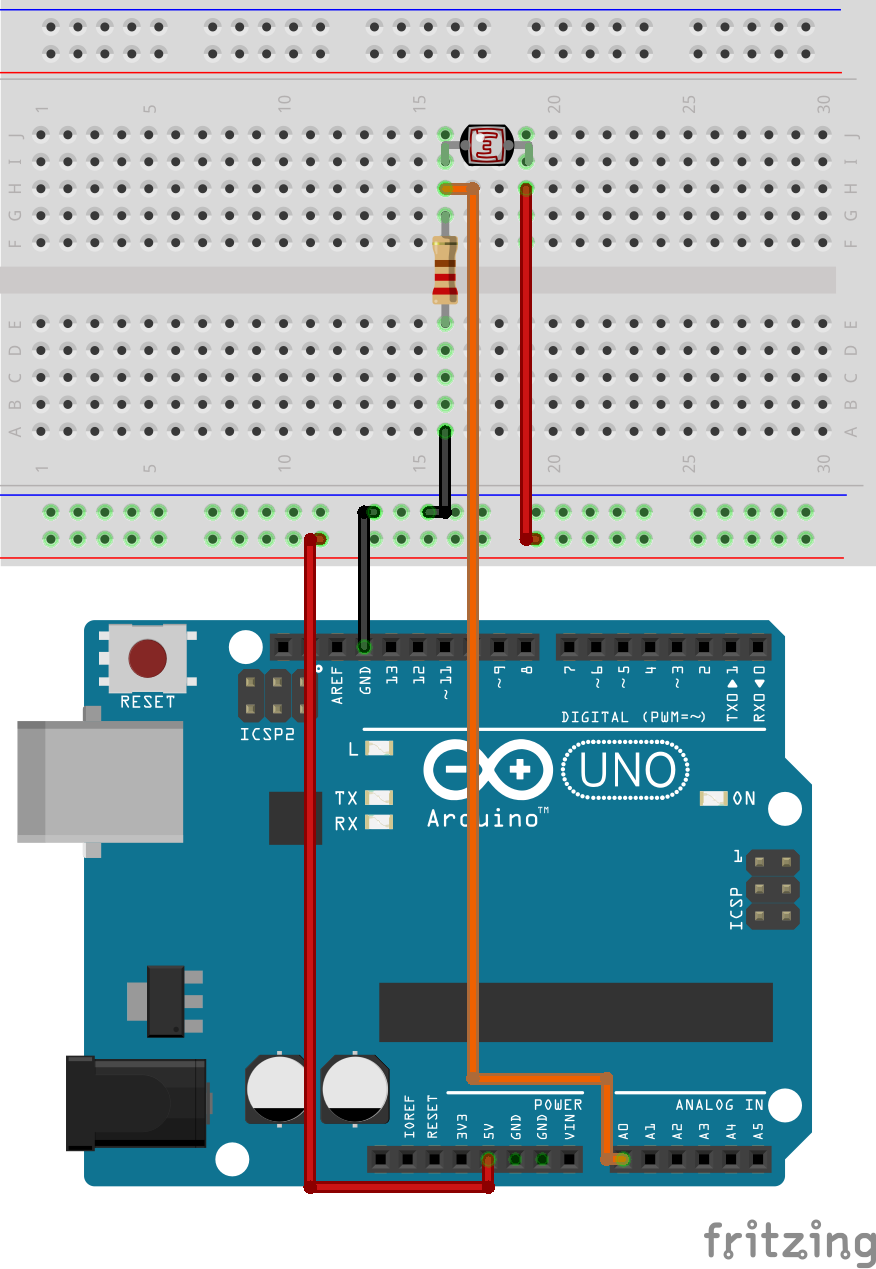 1 5 10 15 20 25 30
J J
I I
H H
G G
F F
E E
D D
C C
B B
A A
1 5 10 15 20 25 30
RESET
AREF
GND
13
12
~11
~9
8
7
~6
~5
4
~3
2
TX0▶1
RX0◀0
ICSP2
DIGITAL (PWM=~)
L
TX
RX
UNO
ON
Arduino™
1
ICSP
POWER
ANALOG IN
IOREF
RESET
3V3
5V
GND
GND
VIN
A0
A1
A2
A3
A4
A5
fritzing